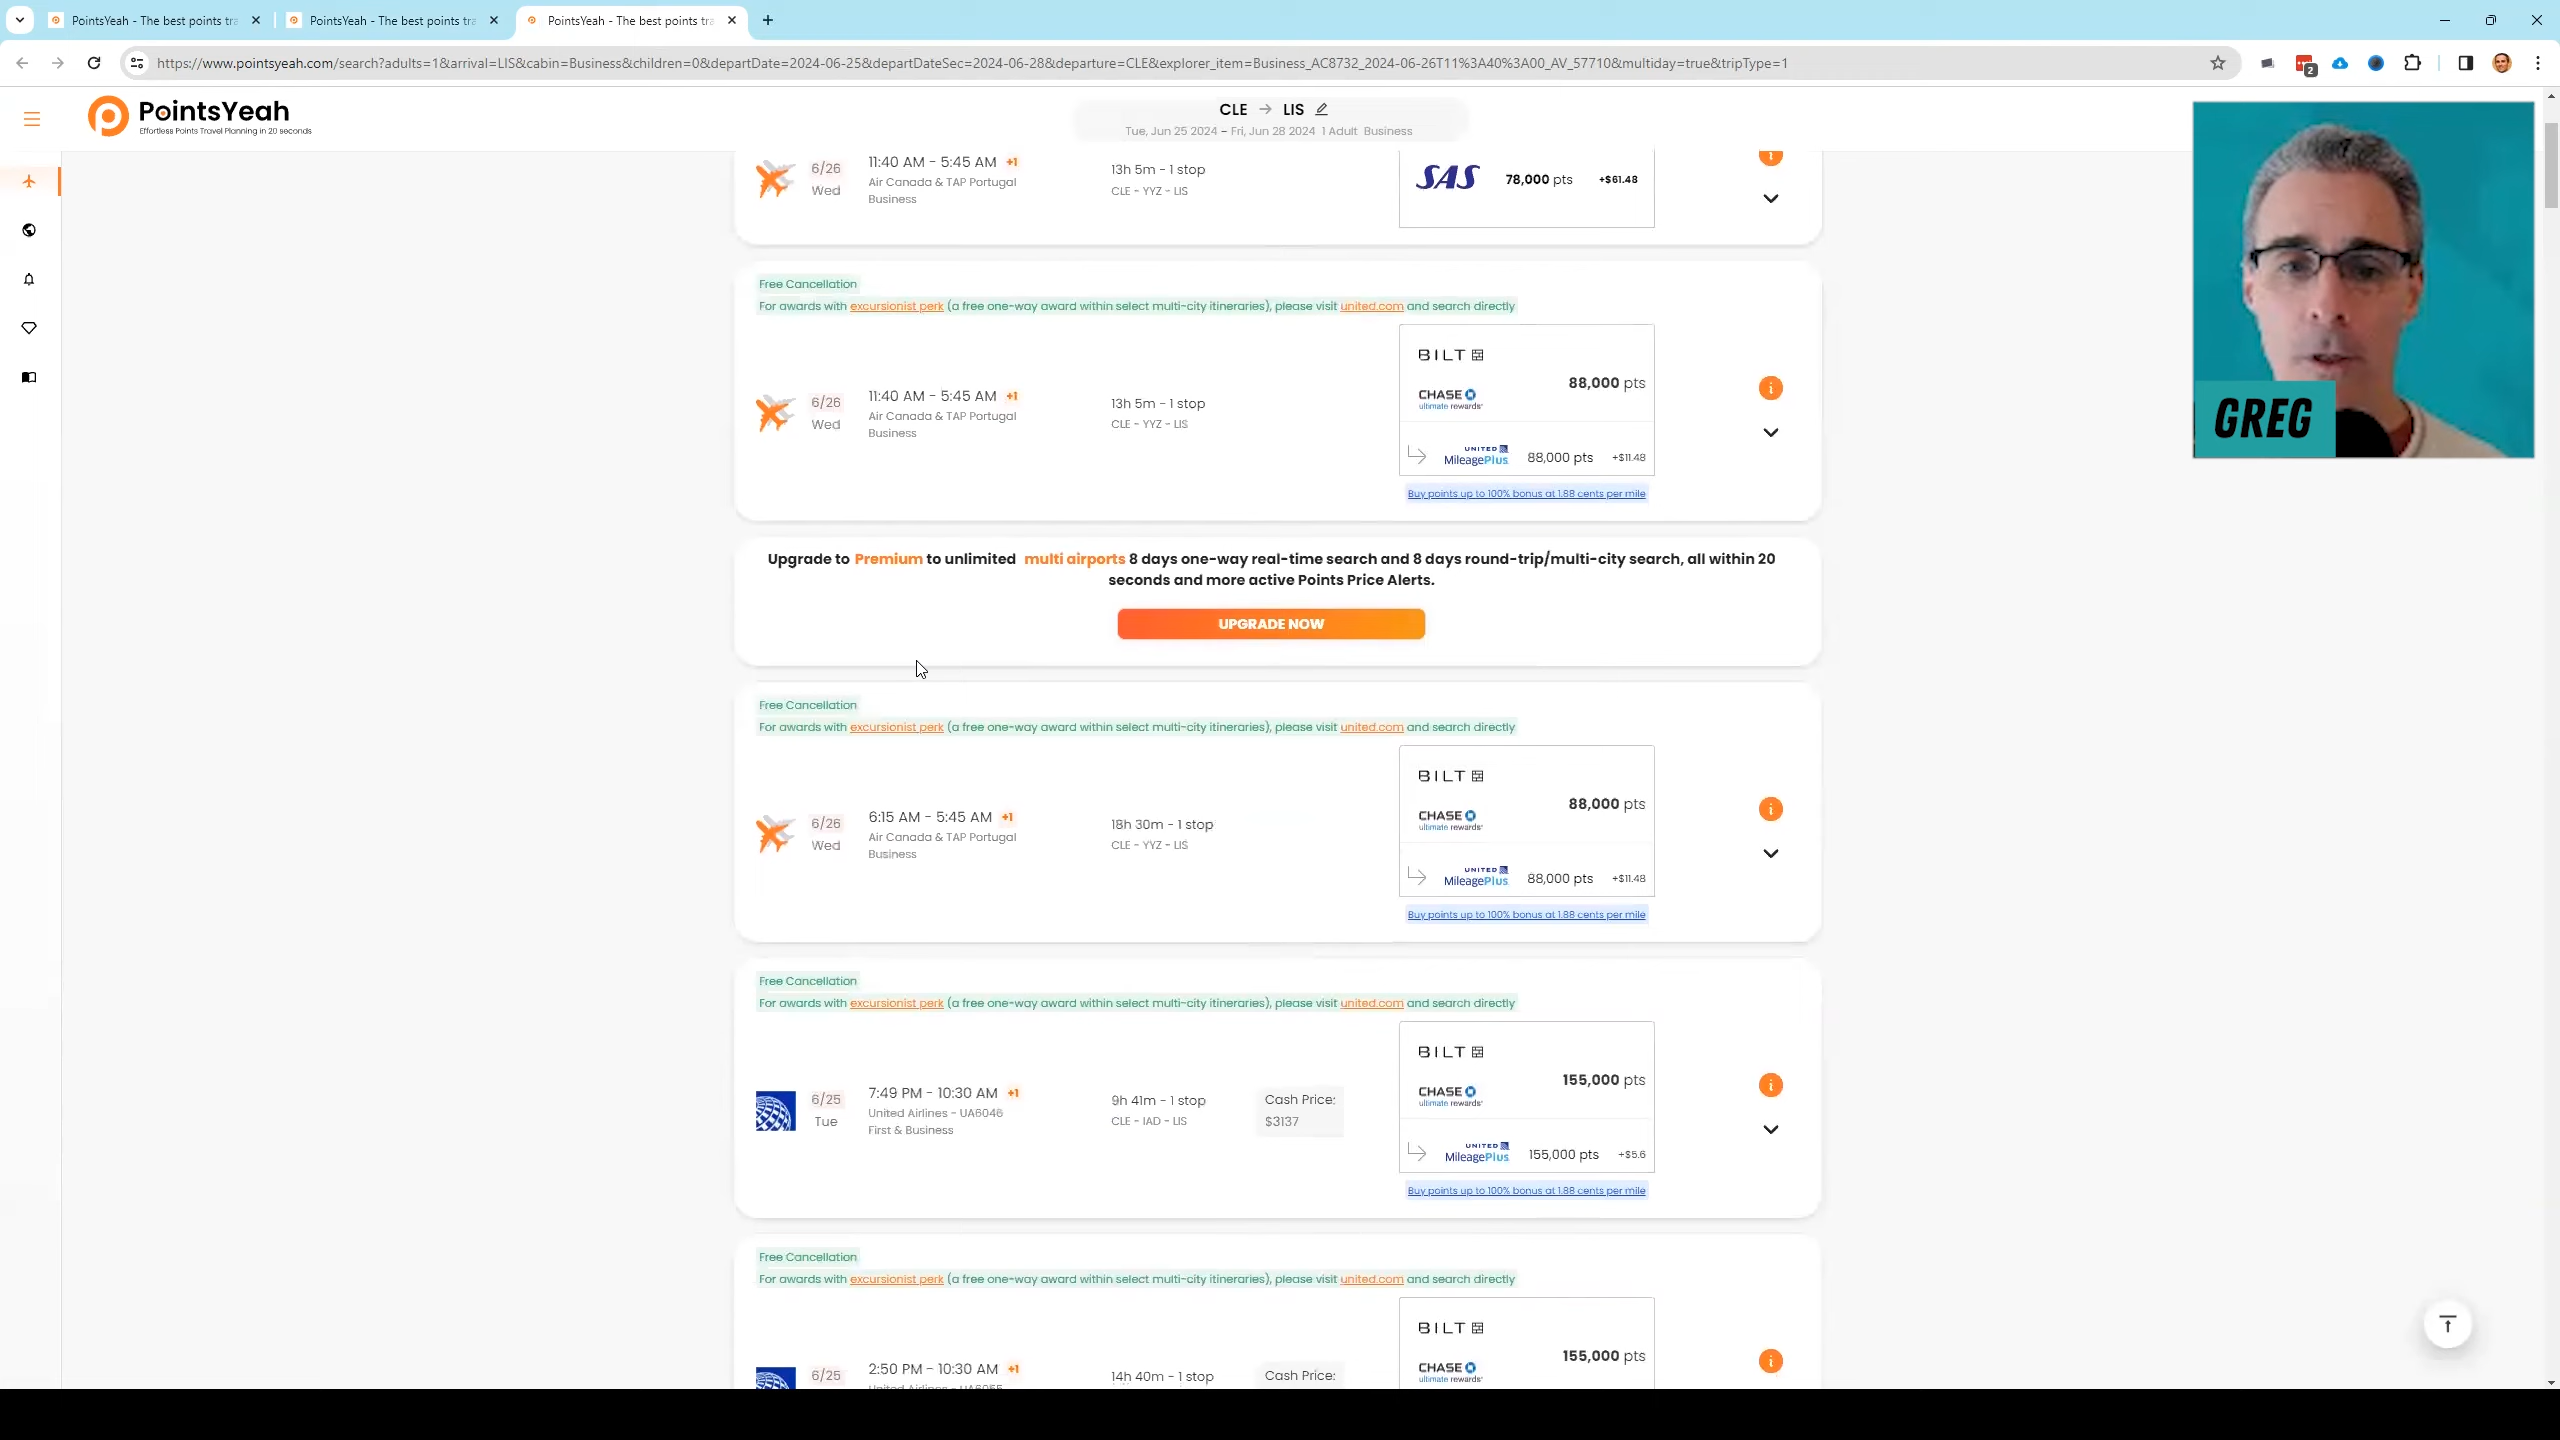 PointsYeah - The best points tra
PointsYeah - The best points tra
PointsYeah - The best points tra
https://www.pointsyeah.com/search?adults=1&arrival=LIS&cabin=Business&children=0&departDate=2024-06-25&departDateSec=2024-06-28&departure=CLE&explorer_item=Business_AC8732_2024-06-26T11%3A40%3A00_AV_57710&multiday=true&tripType=1
2
PointsYeah
Effortless Points Travel Planning in 20 seconds
CLE → LIS
Tue, Jun 25 2024 – Fri, Jun 28 2024 1 Adult Business
6/26
Wed
11:40 AM - 5:45 AM +1
Air Canada & TAP Portugal
Business
13h 5m - 1 stop
CLE - YYZ - LIS
SAS 78,000 pts +$61.48
Free Cancellation
For awards with excursionist perk (a free one-way award within select multi-city itineraries), please visit united.com and search directly
6/26
Wed
11:40 AM - 5:45 AM +1
Air Canada & TAP Portugal
Business
13h 5m - 1 stop
CLE - YYZ - LIS
BILT
CHASE
ultimate rewards
88,000 pts
UNITED
MileagePlus 88,000 pts +$11.48
Buy points up to 100% bonus at 1.88 cents per mile
Upgrade to Premium to unlimited multi airports 8 days one-way real-time search and 8 days round-trip/multi-city search, all within 20
seconds and more active Points Price Alerts.
UPGRADE NOW
Free Cancellation
For awards with excursionist perk (a free one-way award within select multi-city itineraries), please visit united.com and search directly
6/26
Wed
6:15 AM - 5:45 AM +1
Air Canada & TAP Portugal
Business
18h 30m - 1 stop
CLE - YYZ - LIS
BILT
CHASE
ultimate rewards
88,000 pts
UNITED
MileagePlus 88,000 pts +$11.48
Buy points up to 100% bonus at 1.88 cents per mile
Free Cancellation
For awards with excursionist perk (a free one-way award within select multi-city itineraries), please visit united.com and search directly
6/25
Tue
7:49 PM - 10:30 AM +1
United Airlines - UA6046
First & Business
9h 41m - 1 stop
CLE - IAD - LIS
Cash Price:
$3137
BILT
CHASE
ultimate rewards
155,000 pts
UNITED
MileagePlus 155,000 pts +$5.6
Buy points up to 100% bonus at 1.88 cents per mile
Free Cancellation
For awards with excursionist perk (a free one-way award within select multi-city itineraries), please visit united.com and search directly
6/25
2:50 PM - 10:30 AM +1
14h 40m - 1 stop
Cash Price:
BILT
CHASE
ultimate rewards
155,000 pts
GREG